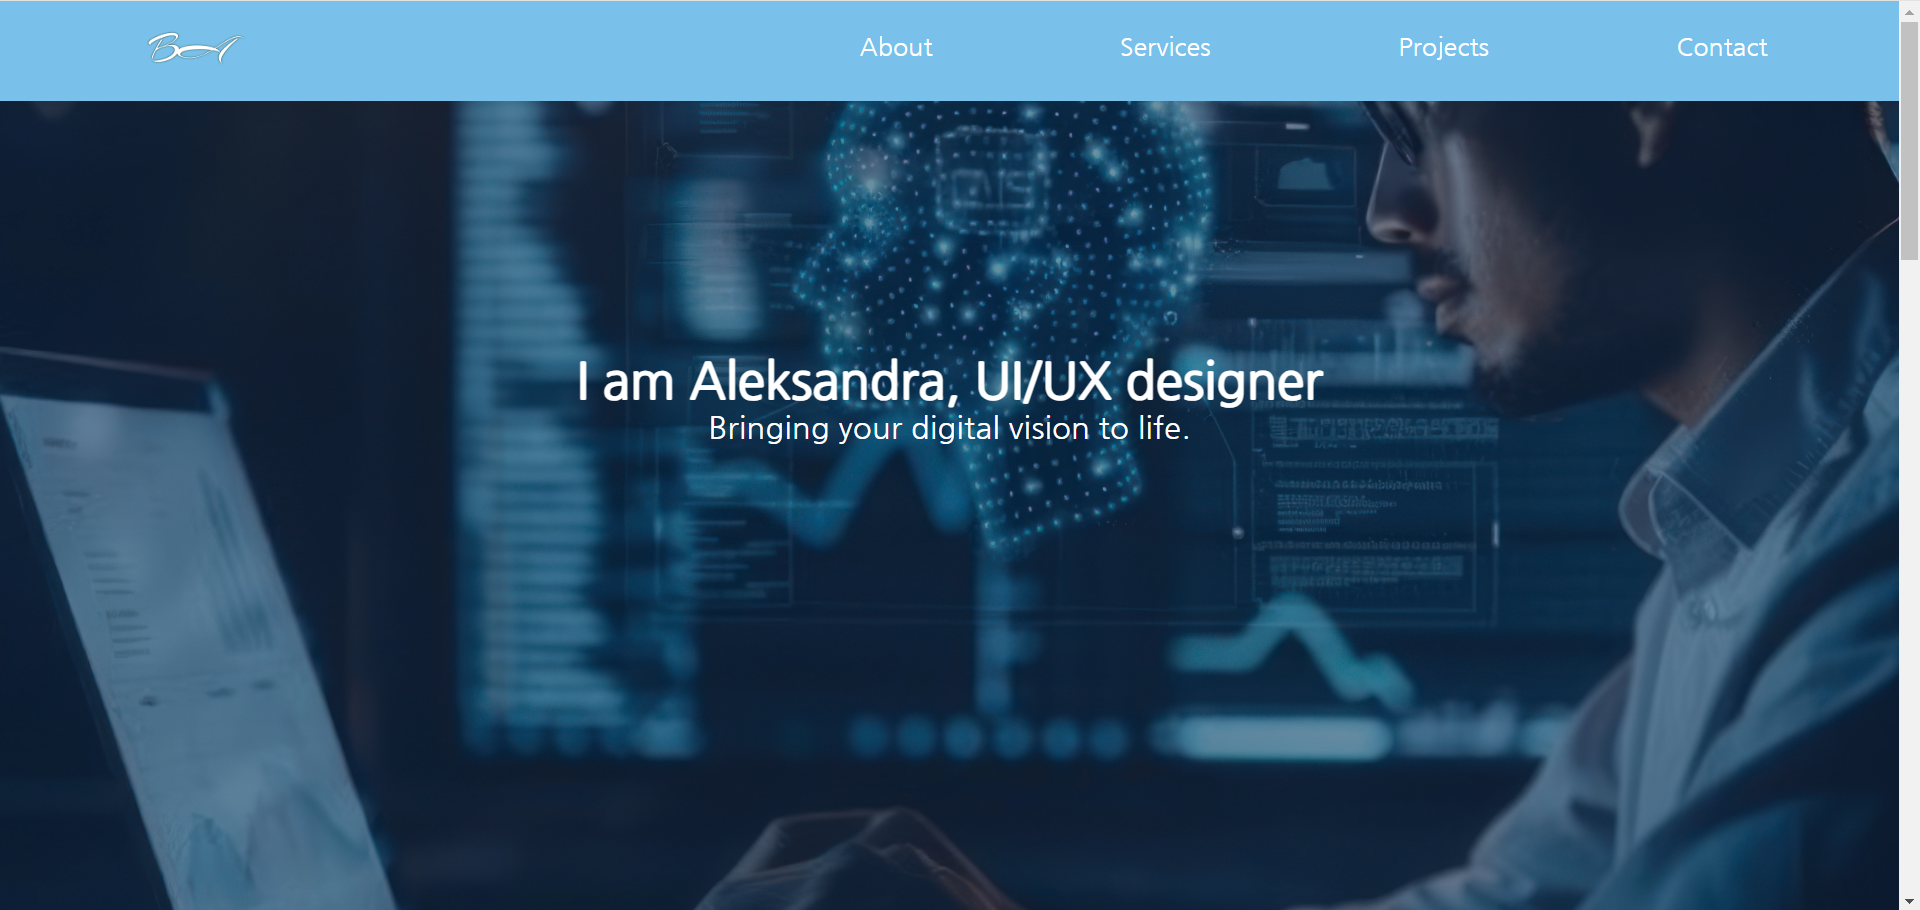 About
Services
Projects
Contact
I am Aleksandra, UI/UX designer
Bringing your digital vision to life.